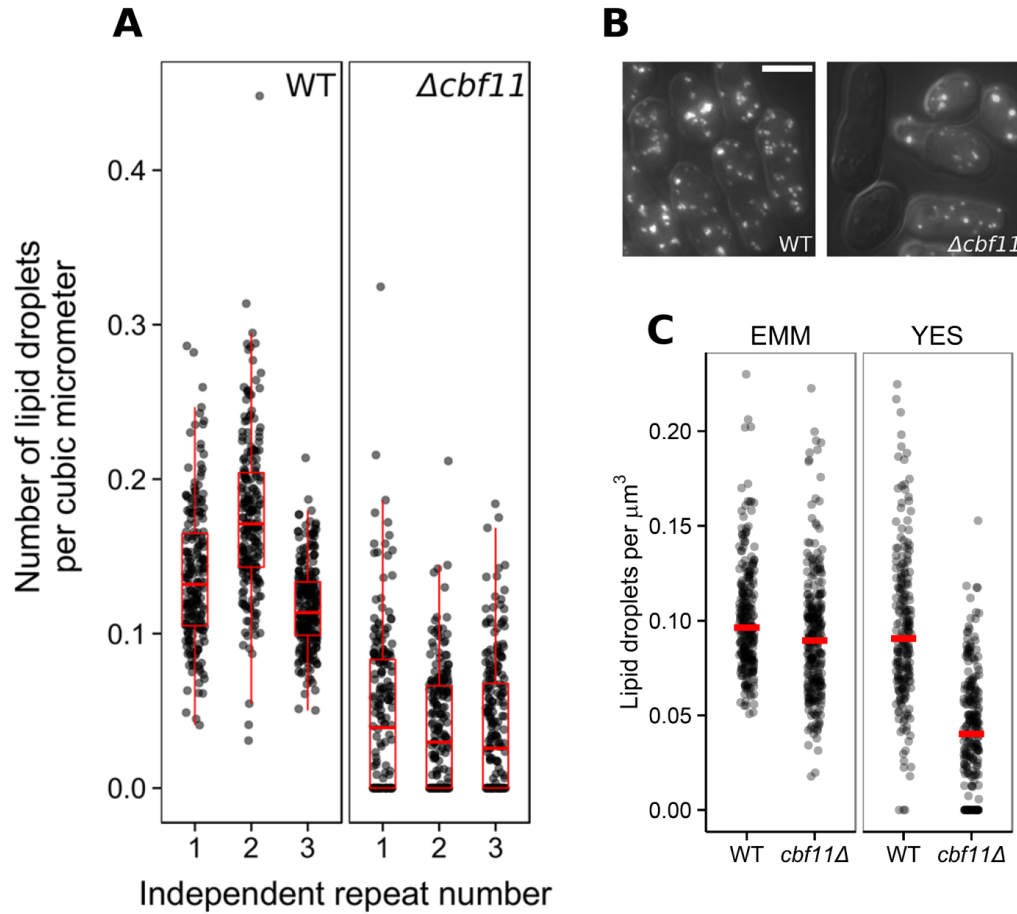 A
WT
Δcbf11
Number of lipid droplets
per cubic micrometer
0.4
0.3
0.2
0.1
0.0
1 2 3
1 2 3
Independent repeat number
B
WT
Δcbf11
C
EMM
YES
Lipid droplets per μm³
0.20
0.15
0.10
0.05
0.00
WT cbf11Δ
WT cbf11Δ